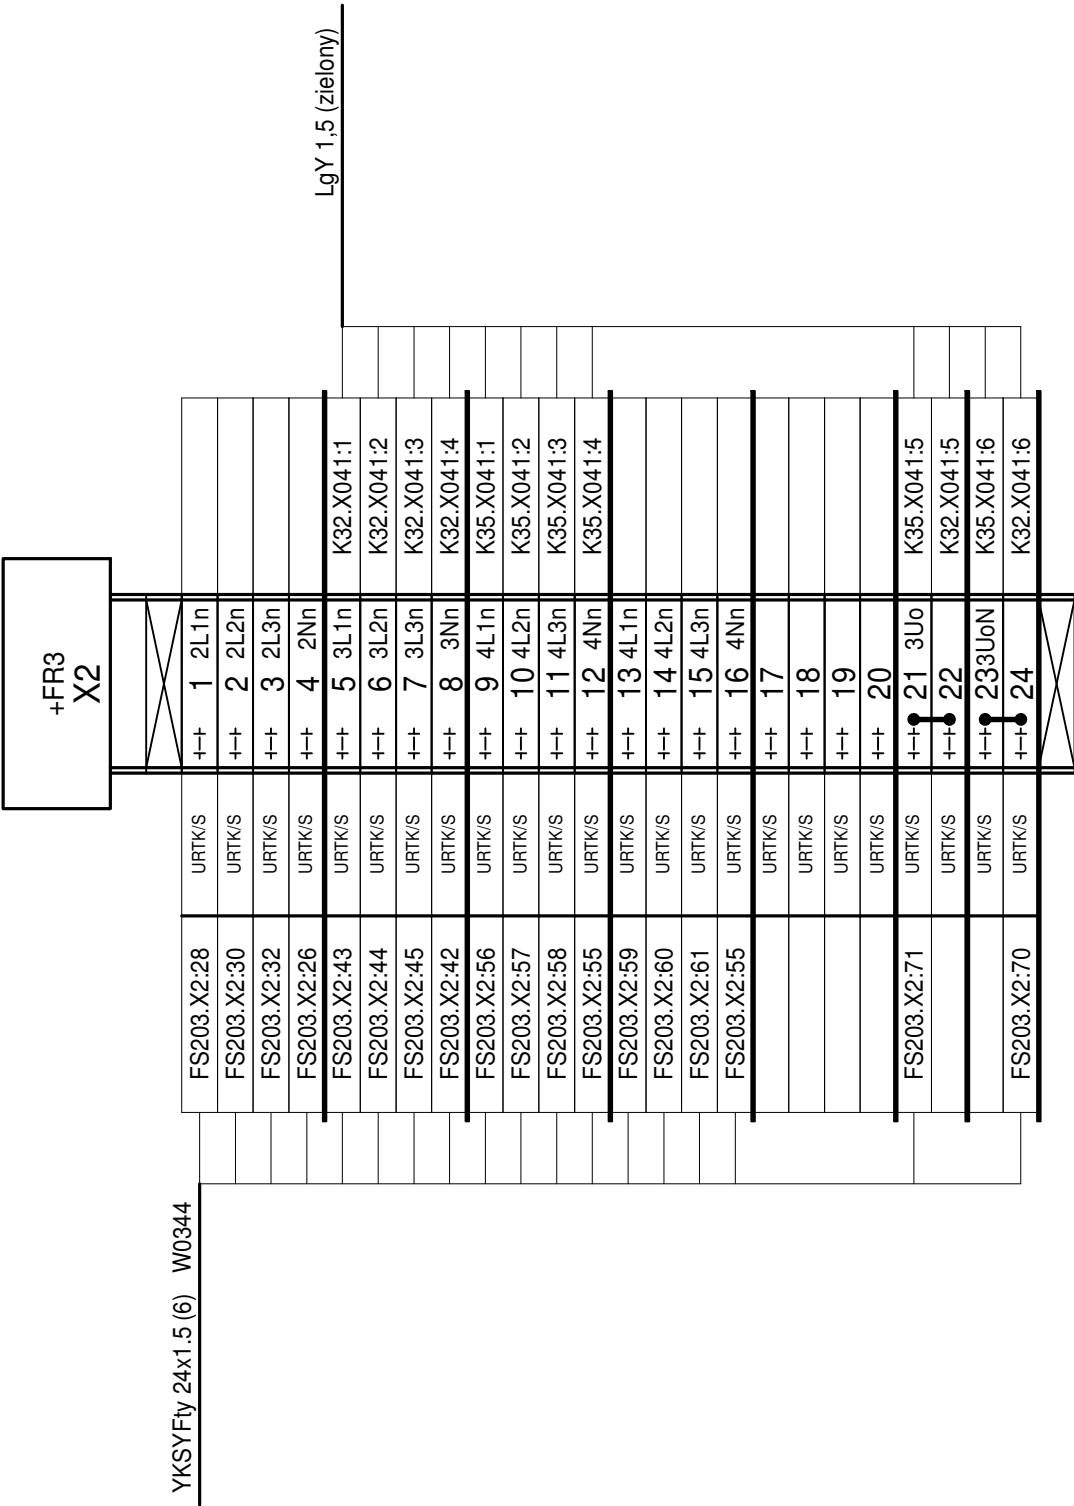 LgY 1,5 (zielony)
+FR3
X2
FS203.X2:28 URTK/S 1 2L1n
FS203.X2:30 URTK/S 2 2L2n
FS203.X2:32 URTK/S 3 2L3n
FS203.X2:26 URTK/S 4 2Nn
FS203.X2:43 URTK/S 5 3L1n K32.X041:1
FS203.X2:44 URTK/S 6 3L2n K32.X041:2
FS203.X2:45 URTK/S 7 3L3n K32.X041:3
FS203.X2:42 URTK/S 8 3Nn K32.X041:4
FS203.X2:56 URTK/S 9 4L1n K35.X041:1
FS203.X2:57 URTK/S 10 4L2n K35.X041:2
FS203.X2:58 URTK/S 11 4L3n K35.X041:3
FS203.X2:55 URTK/S 12 4Nn K35.X041:4
FS203.X2:59 URTK/S 13 4L1n
FS203.X2:60 URTK/S 14 4L2n
FS203.X2:61 URTK/S 15 4L3n
FS203.X2:55 URTK/S 16 4Nn
URTK/S 17
URTK/S 18
URTK/S 19
URTK/S 20
FS203.X2:71 URTK/S 21 3Uo K35.X041:5
URTK/S 22 K32.X041:5
URTK/S 23 3UoN K35.X041:6
FS203.X2:70 URTK/S 24 K32.X041:6
YKSYFty 24x1.5 (6) W0344